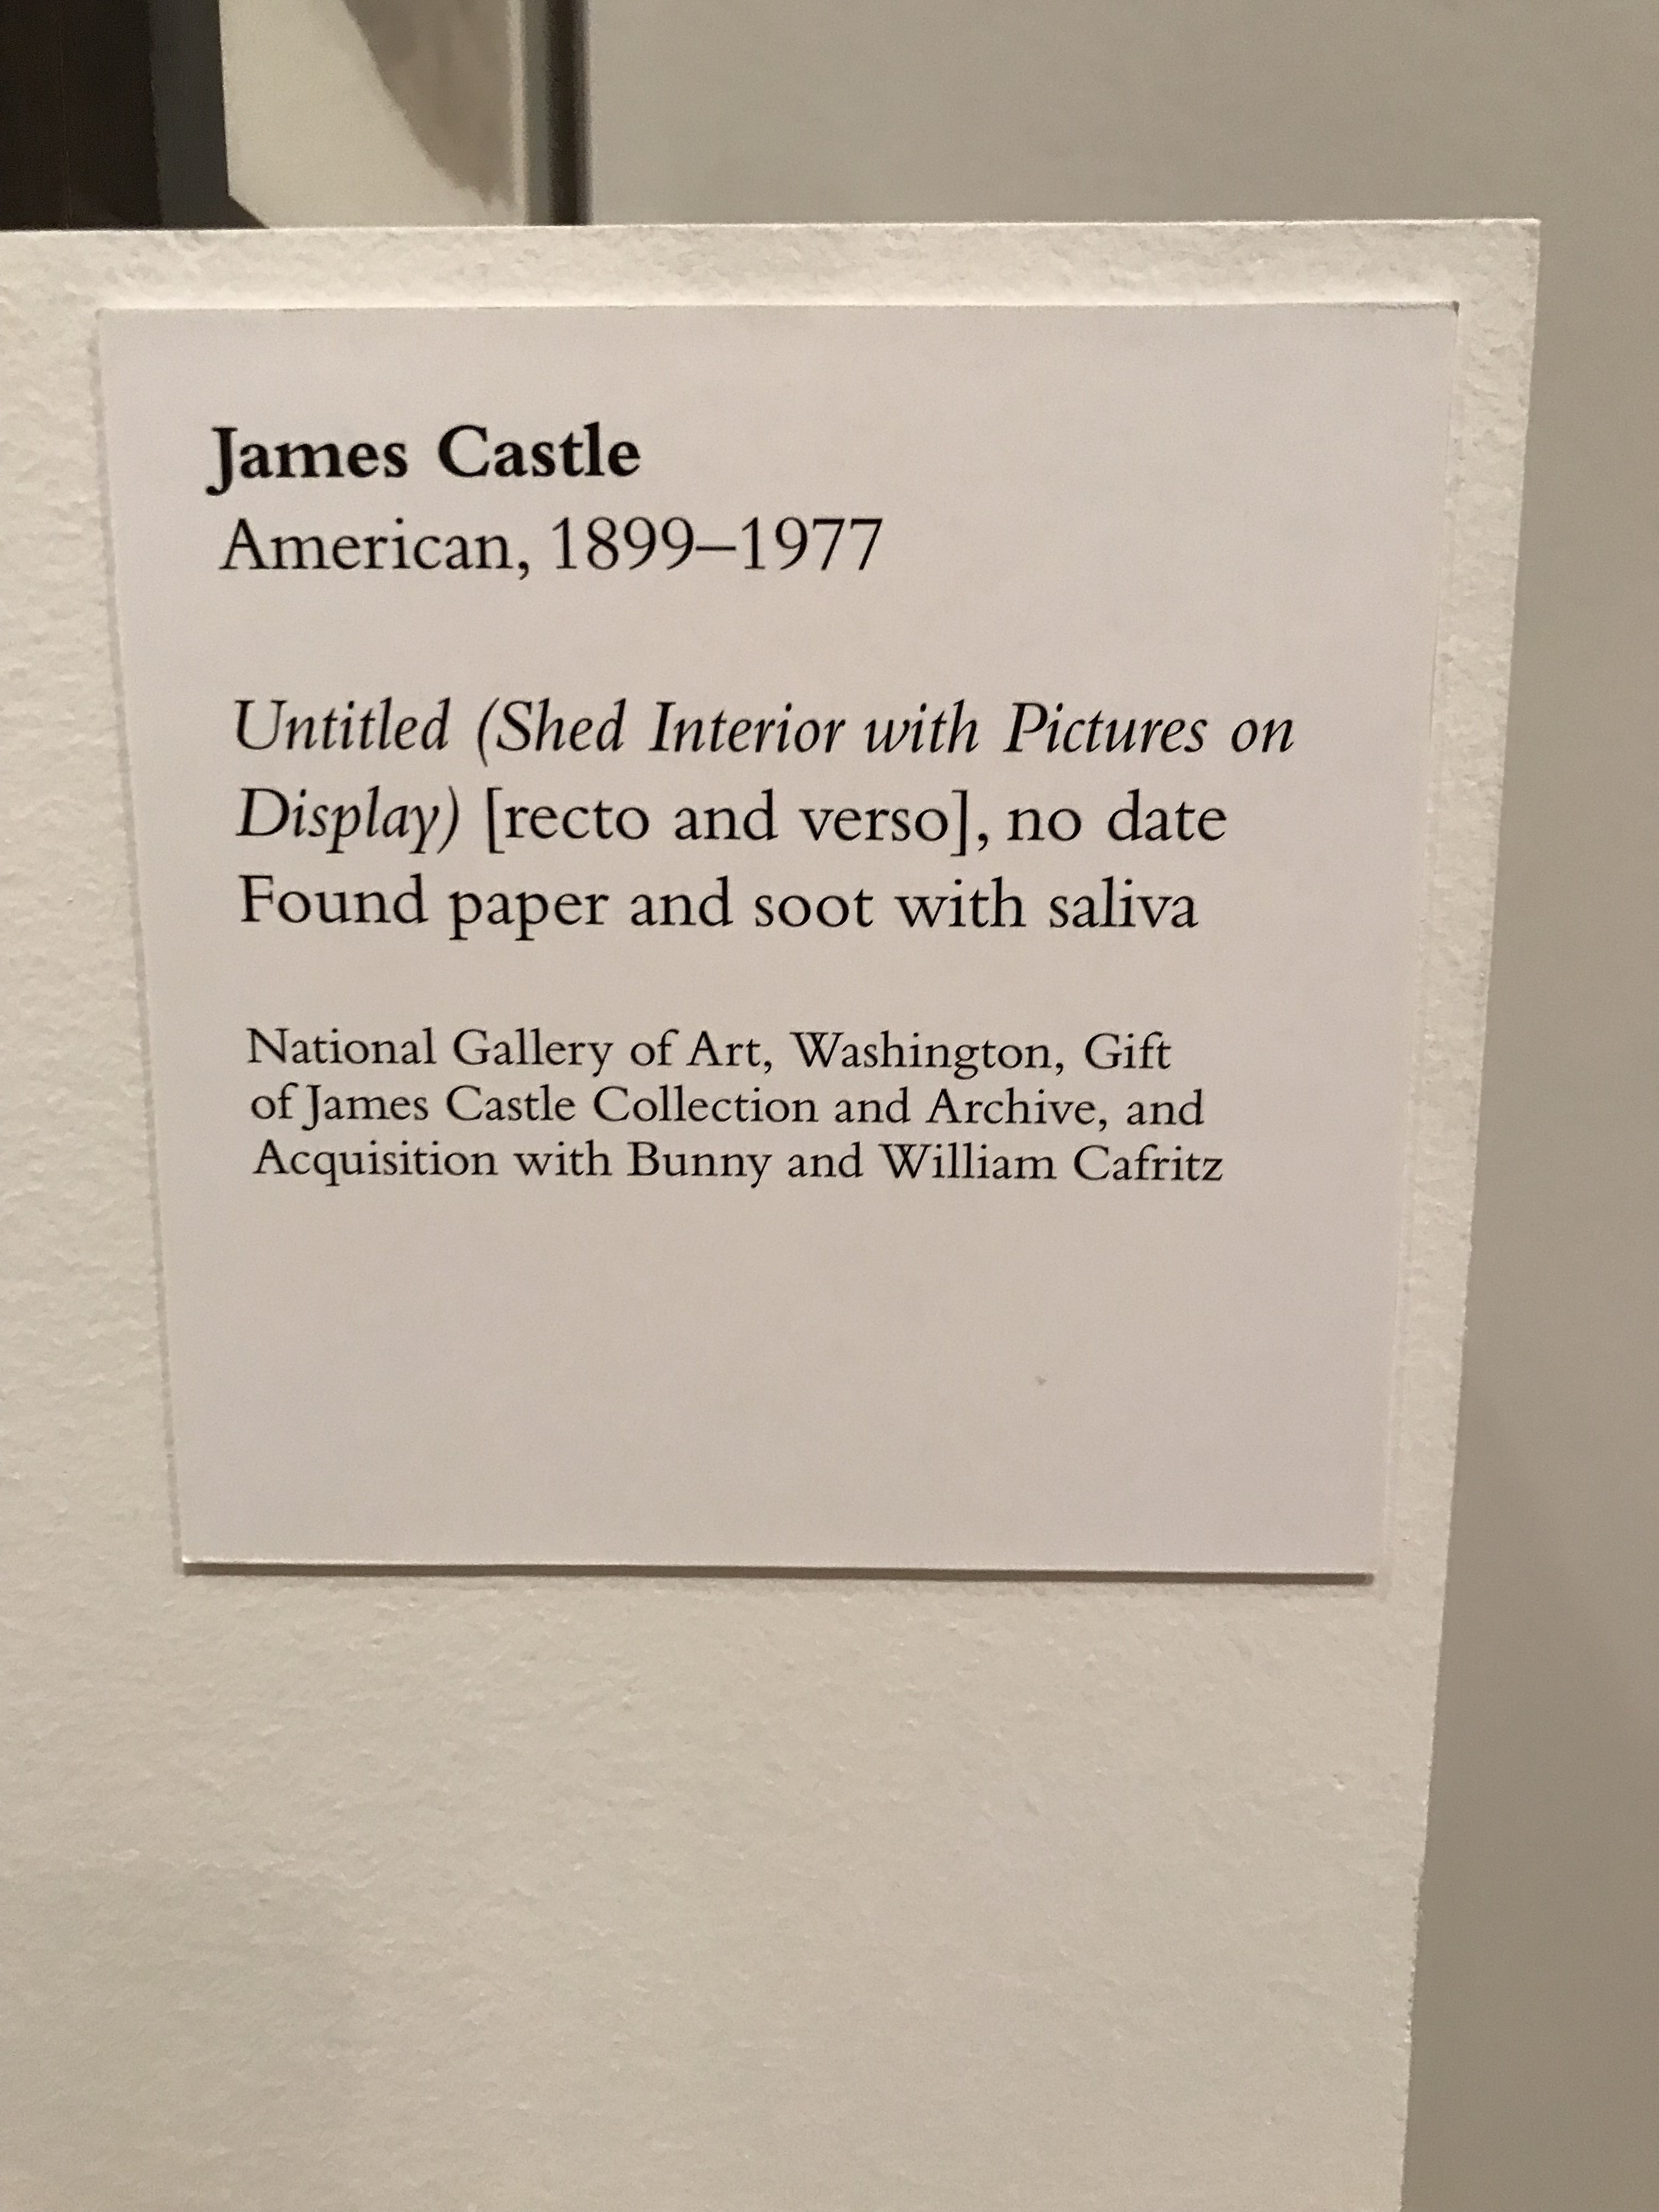 James Castle
American, 1899–1977
Untitled (Shed Interior with Pictures on
Display) [recto and verso], no date
Found paper and soot with saliva
National Gallery of Art, Washington, Gift
of James Castle Collection and Archive, and
Acquisition with Bunny and William Cafritz